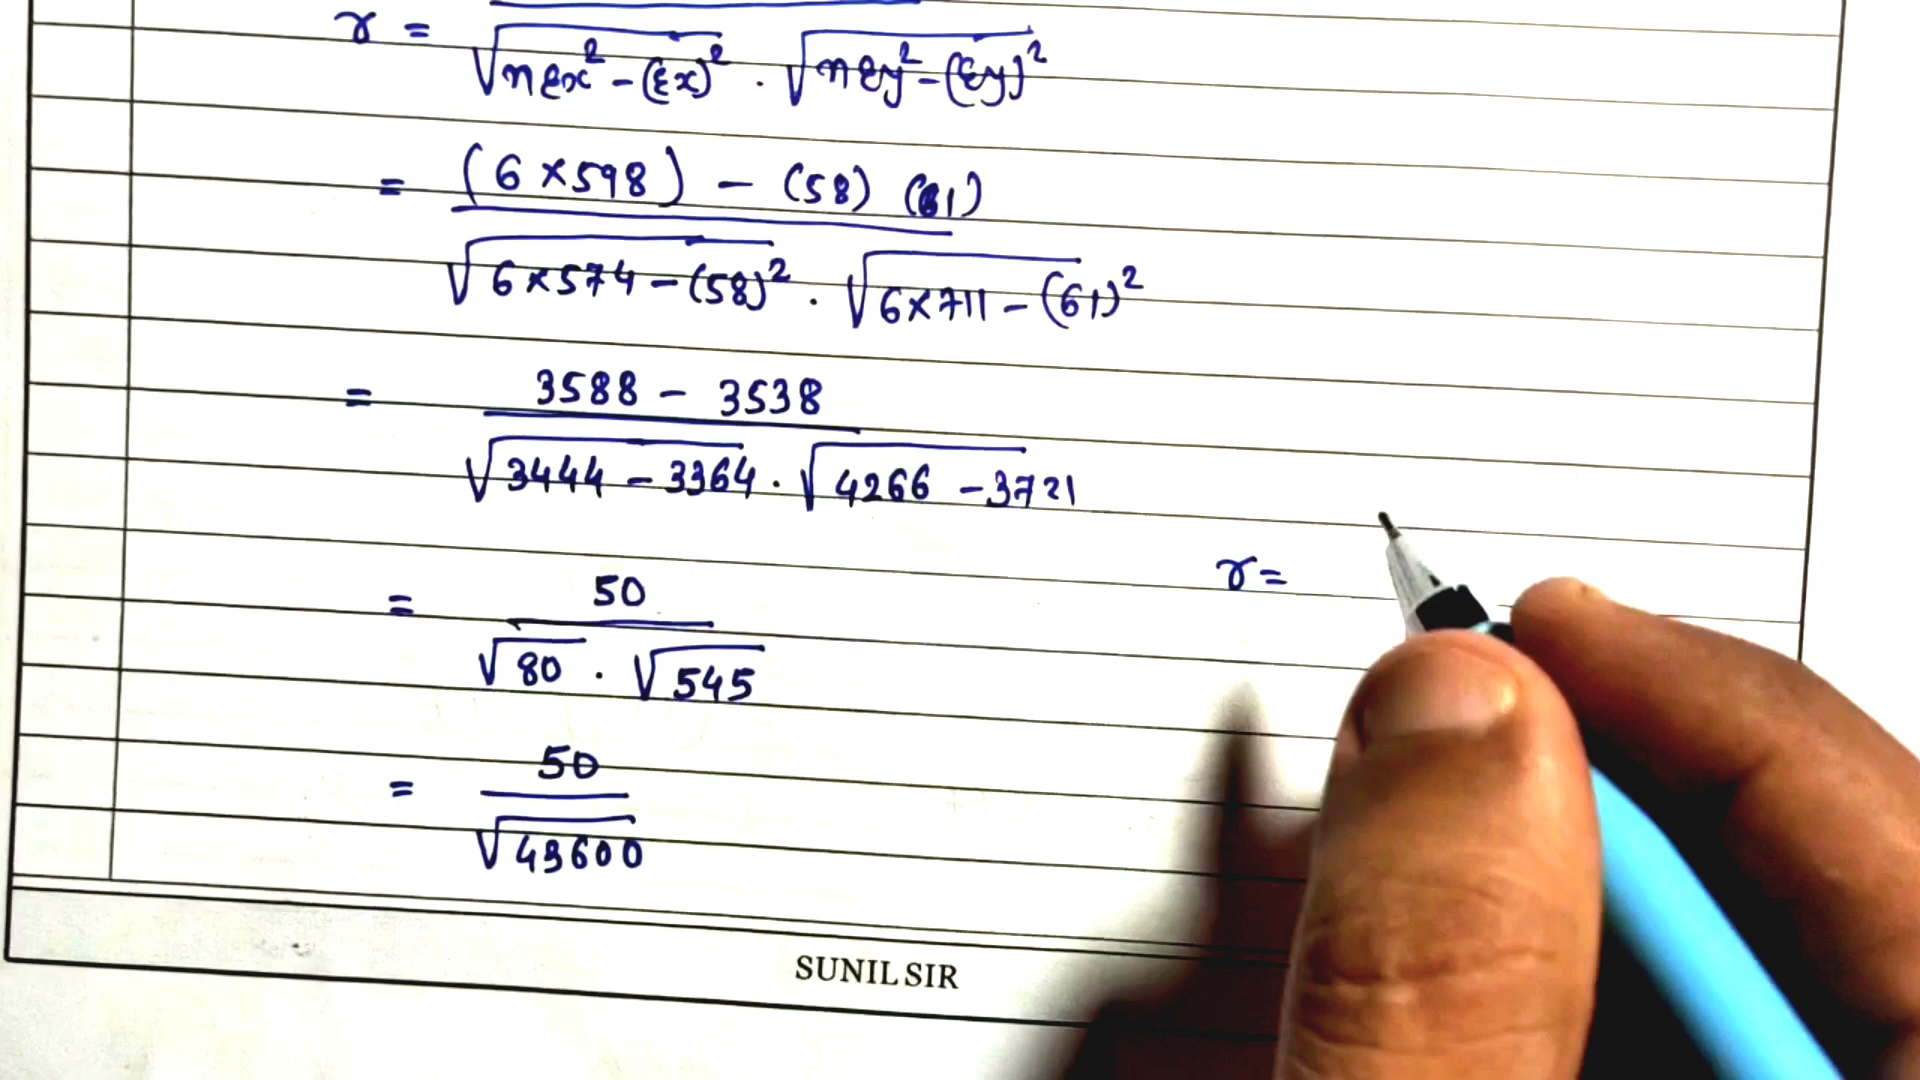 r =
√nΣx² - (Σx)² . √nΣy² - (Σy)²
= (6 × 598) - (58) (61)
√6 × 574 - (58)² . √6 × 711 - (61)²
= 3588 - 3538
√3444 - 3364 . √4266 - 3721
= 50
√80 . √545
r =
= 50
√43600
SUNIL SIR